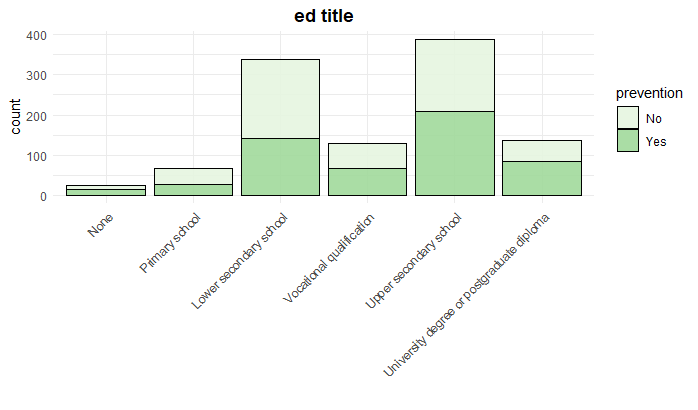 ed title
count
400
300
200
100
0
None
Primary school
Lower secondary school
Vocational qualification
Upper secondary school
University degree or postgraduate diploma
prevention
No
Yes